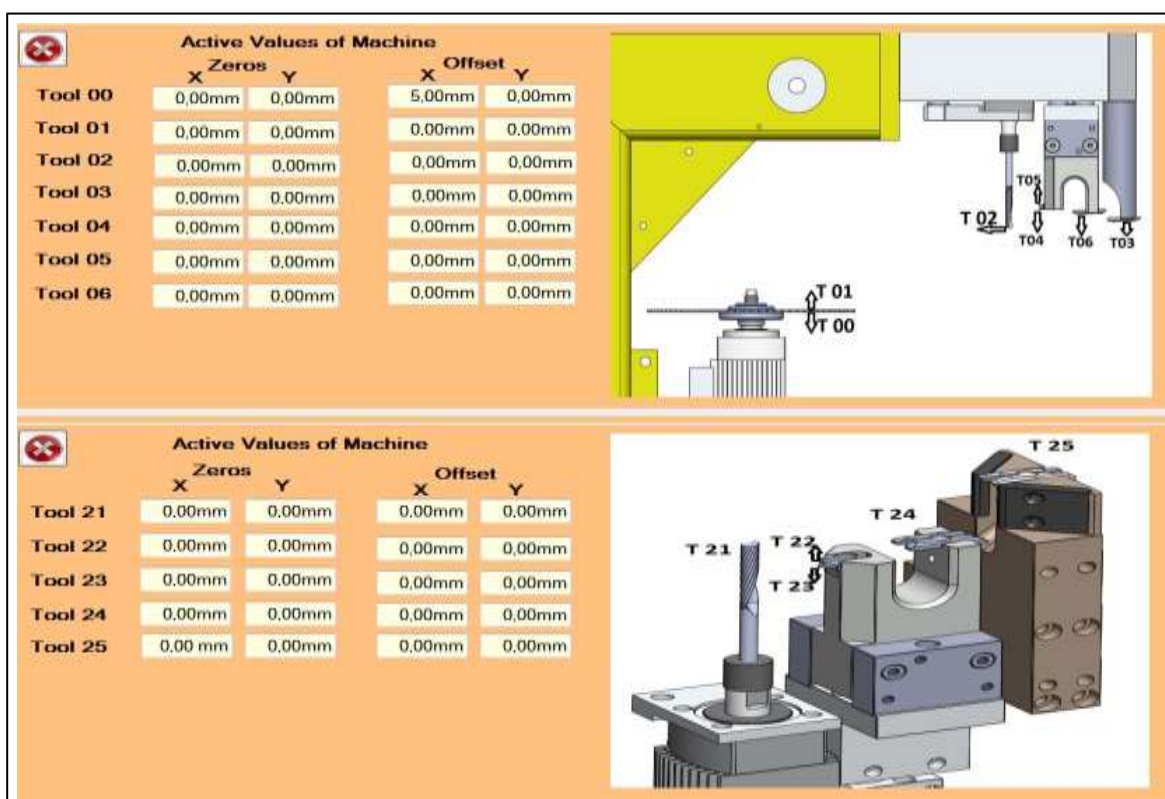 Active Values of Machine
Zeros Offset
X Y X Y
Tool 00 0,00mm 0,00mm 5,00mm 0,00mm
Tool 01 0,00mm 0.00mm 0.00mm 0.00mm
Tool 02 0.00mm 0.00mm 0,00mm 0,00mm
Tool 03 0,00mm 0.00mm 0,00mm 0.00mm
Tool 04 0,00mm 0.00mm 0,00mm 0,00mm
Tool 05 0,00mm 0.00mm 0,00mm 0,00mm
Tool 06 0.00mm 0.00mm 0.00mm 0,00mm
T05
T 02
T04 T06 T03
T 01
T 00
Active Values of Machine
Zeros Offset
X Y X Y
Tool 21 0.00mm 0.00mm 0.00mm 0.00mm
Tool 22 0.00mm 0.00mm 0,00mm 0,00mm
Tool 23 0.00mm 0,00mm 0,00mm 0,00mm
Tool 24 0,00mm 0,00mm 0,00mm 0,00mm
Tool 25 0.00 mm 0,00mm 0,00mm 0,00mm
T 25
T 24
T 21 T 22
T 23